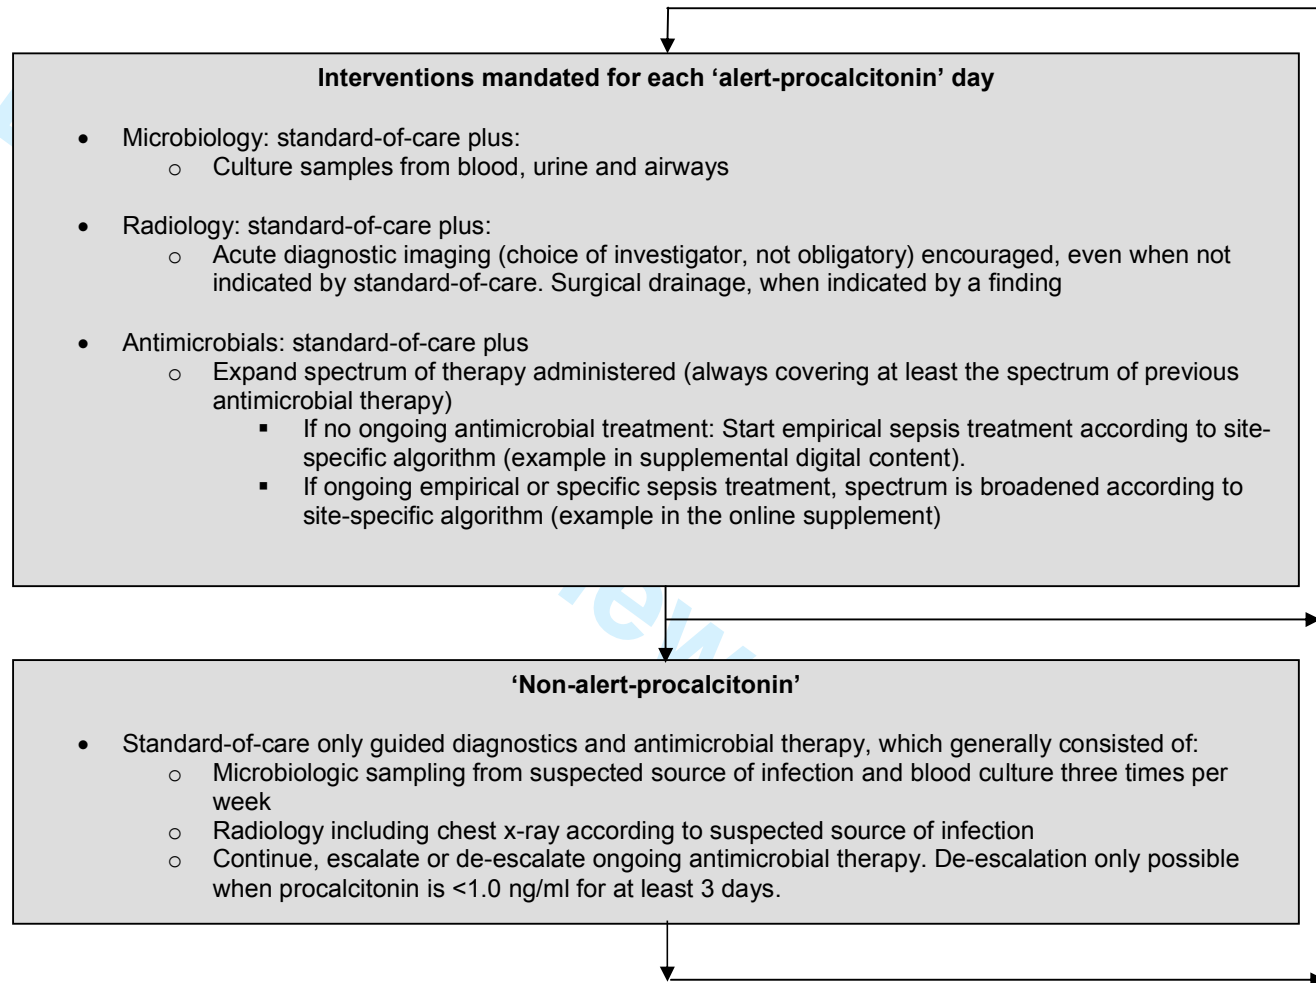 Interventions mandated for each ‘alert-procalcitonin’ day
• Microbiology: standard-of-care plus:
o Culture samples from blood, urine and airways
• Radiology: standard-of-care plus:
o Acute diagnostic imaging (choice of investigator, not obligatory) encouraged, even when not
indicated by standard-of-care. Surgical drainage, when indicated by a finding
• Antimicrobials: standard-of-care plus
o Expand spectrum of therapy administered (always covering at least the spectrum of previous
antimicrobial therapy)
▪ If no ongoing antimicrobial treatment: Start empirical sepsis treatment according to site-
specific algorithm (example in supplemental digital content).
▪ If ongoing empirical or specific sepsis treatment, spectrum is broadened according to
site-specific algorithm (example in the online supplement)
‘Non-alert-procalcitonin’
• Standard-of-care only guided diagnostics and antimicrobial therapy, which generally consisted of:
o Microbiologic sampling from suspected source of infection and blood culture three times per
week
o Radiology including chest x-ray according to suspected source of infection
o Continue, escalate or de-escalate ongoing antimicrobial therapy. De-escalation only possible
when procalcitonin is <1.0 ng/ml for at least 3 days.